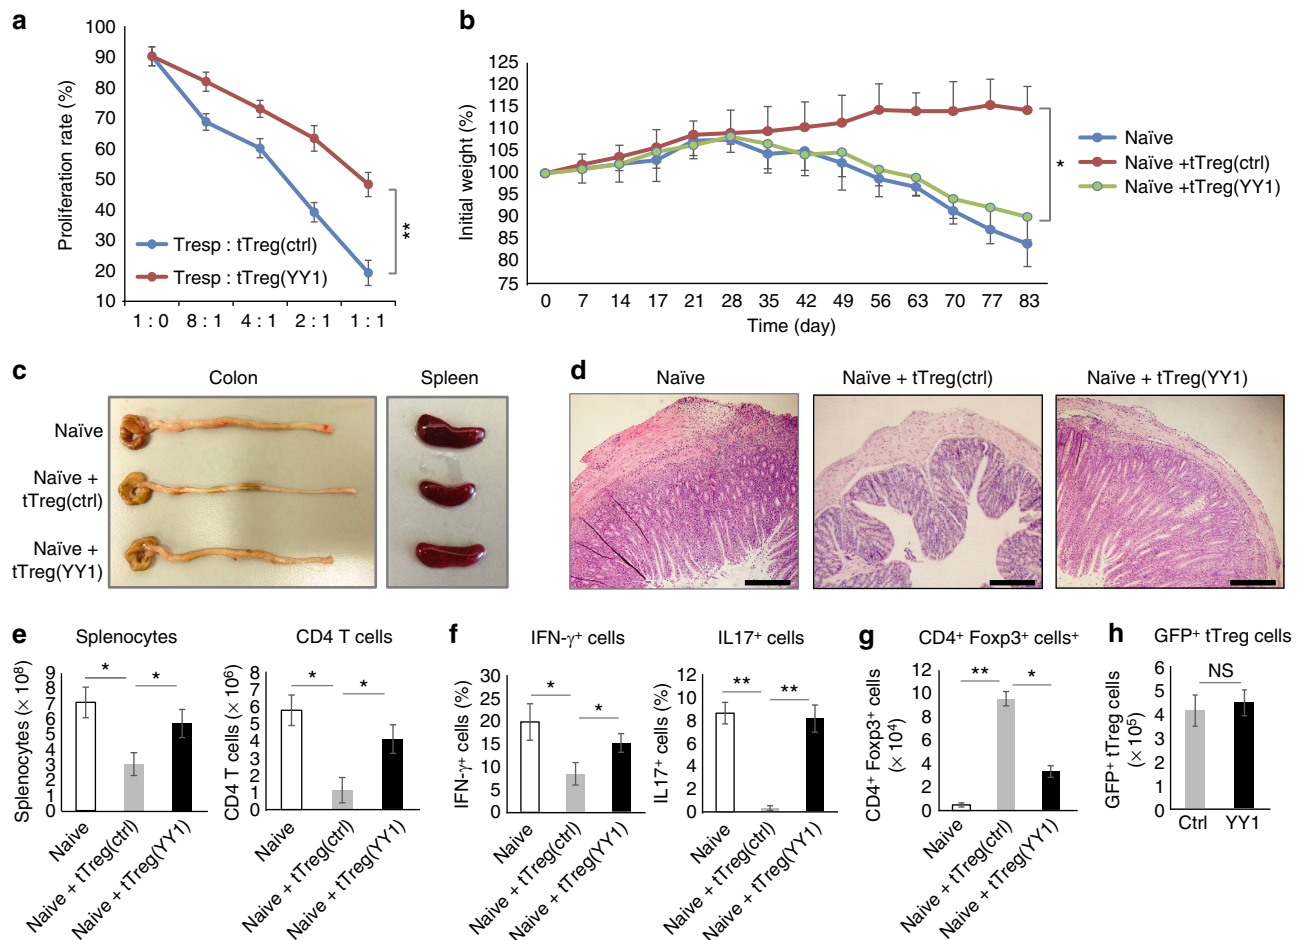 a
100
90
80
70
60
50
40
30
20
10
Proliferation rate (%)
Tresp : tTreg(ctrl)
Tresp : tTreg(YY1)
**
1 : 0 8 : 1 4 : 1 2 : 1 1 : 1
b
125
120
115
110
105
100
95
90
85
80
75
Initial weight (%)
0 7 14 17 21 28 35 42 49 56 63 70 77 83
Time (day)
*
Naïve
Naïve +tTreg(ctrl)
Naïve +tTreg(YY1)
c
Colon Spleen
Naïve
Naïve +
tTreg(ctrl)
Naïve +
tTreg(YY1)
d
Naïve Naïve + tTreg(ctrl) Naïve + tTreg(YY1)
e
Splenocytes
Splenocytes (× 10⁸)
9
8
7
6
5
4
3
2
1
0
* *
Naive
Naive + tTreg(ctrl)
Naive + tTreg(YY1)
CD4 T cells
CD4 T cells (× 10⁶)
8
7
6
5
4
3
2
1
0
* *
Naive
Naive + tTreg(ctrl)
Naive + tTreg(YY1)
f
IFN-γ⁺ cells
IFN-γ⁺ cells (%)
30
25
20
15
10
5
0
* *
Naive
Naive + tTreg(ctrl)
Naive + tTreg(YY1)
IL17⁺ cells
IL17⁺ cells (%)
12
10
8
6
4
2
0
** **
Naive
Naive + tTreg(ctrl)
Naive + tTreg(YY1)
g
CD4⁺ Foxp3⁺ cells⁺
CD4⁺ Foxp3⁺ cells
(× 10⁴)
12
10
8
6
4
2
0
** *
Naive
Naive + tTreg(ctrl)
Naive + tTreg(YY1)
h
GFP⁺ tTreg cells
GFP⁺ tTreg cells
(× 10⁵)
6
5
4
3
2
1
0
NS
Ctrl YY1